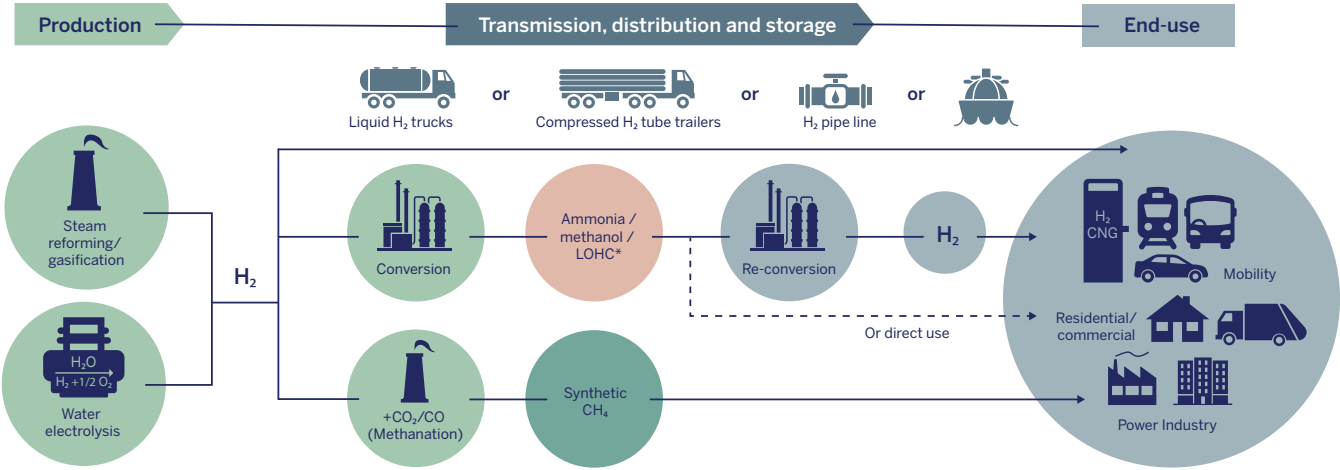 Production
Transmission, distribution and storage
End-use
or
or
or
Liquid H₂ trucks
Compressed H₂ tube trailers
H₂ pipe line
Steam
reforming/
gasification
H₂
Conversion
Ammonia /
methanol /
LOHC*
Re-conversion
H₂
H₂
CNG
Mobility
Or direct use
Residential/
commercial
H₂O
H₂ +1/2 O₂
Water
electrolysis
+CO₂/CO
(Methanation)
Synthetic
CH₄
Power Industry